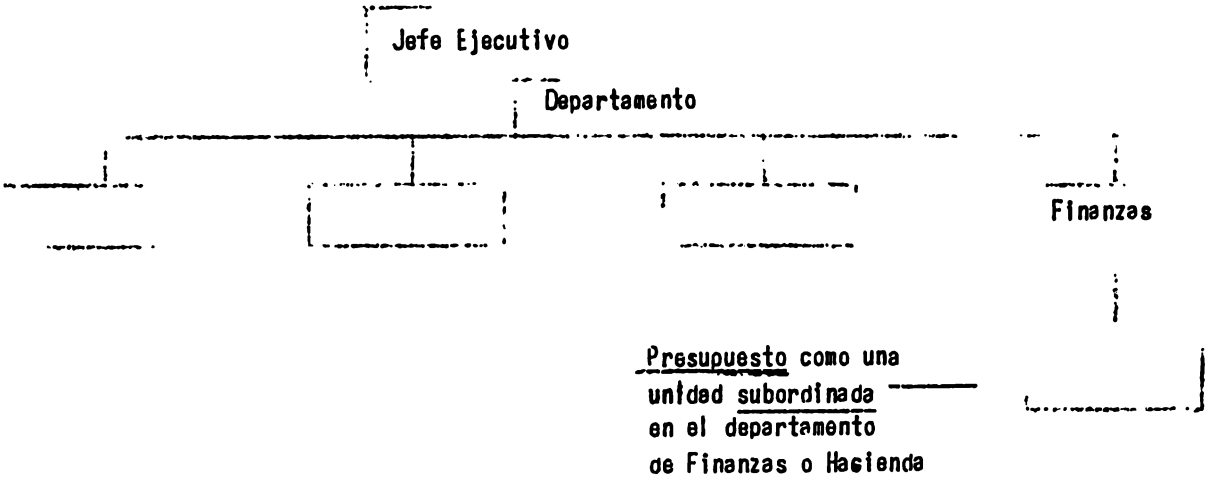 Jefe Ejecutivo
Departamento
Finanzas
Presupuesto como una
unidad subordinada
en el departamento
de Finanzas o Hacienda